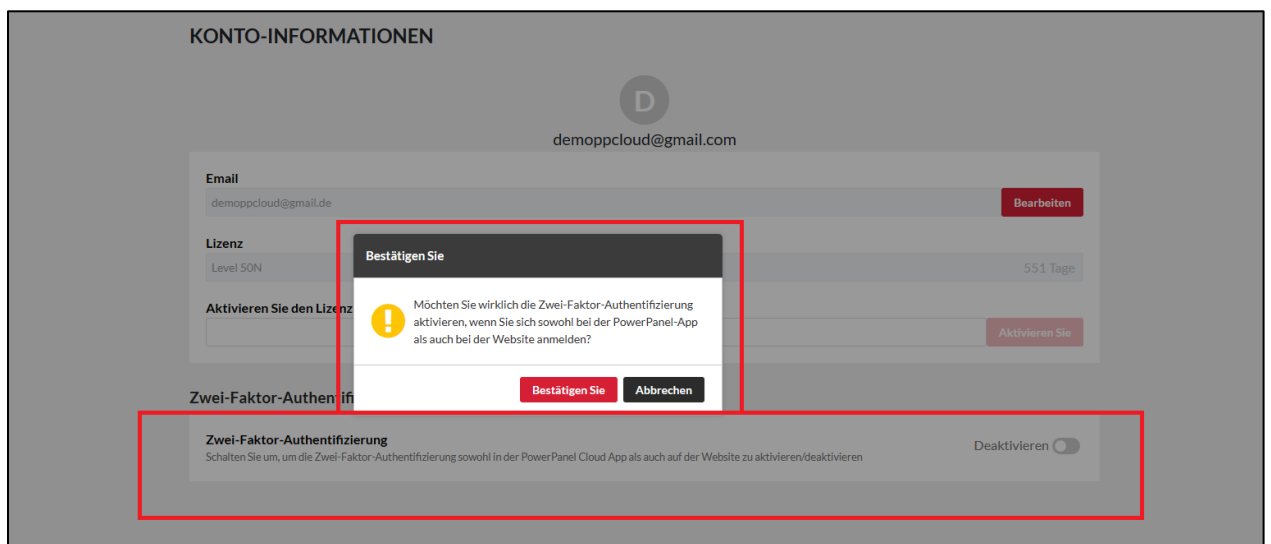 KONTO-INFORMATIONEN
D
demoppcloud@gmail.com
Email
demoppcloud@gmail.de
Bearbeiten
Lizenz
Level 50N
551 Tage
Aktivieren Sie den Lizenz
Aktivieren Sie
Bestätigen Sie
Möchten Sie wirklich die Zwei-Faktor-Authentifizierung
aktivieren, wenn Sie sich sowohl bei der PowerPanel-App
als auch bei der Website anmelden?
Bestätigen Sie
Abbrechen
Zwei-Faktor-Authentifi
Zwei-Faktor-Authentifizierung
Schalten Sie um, um die Zwei-Faktor-Authentifizierung sowohl in der PowerPanel Cloud App als auch auf der Website zu aktivieren/deaktivieren
Deaktivieren